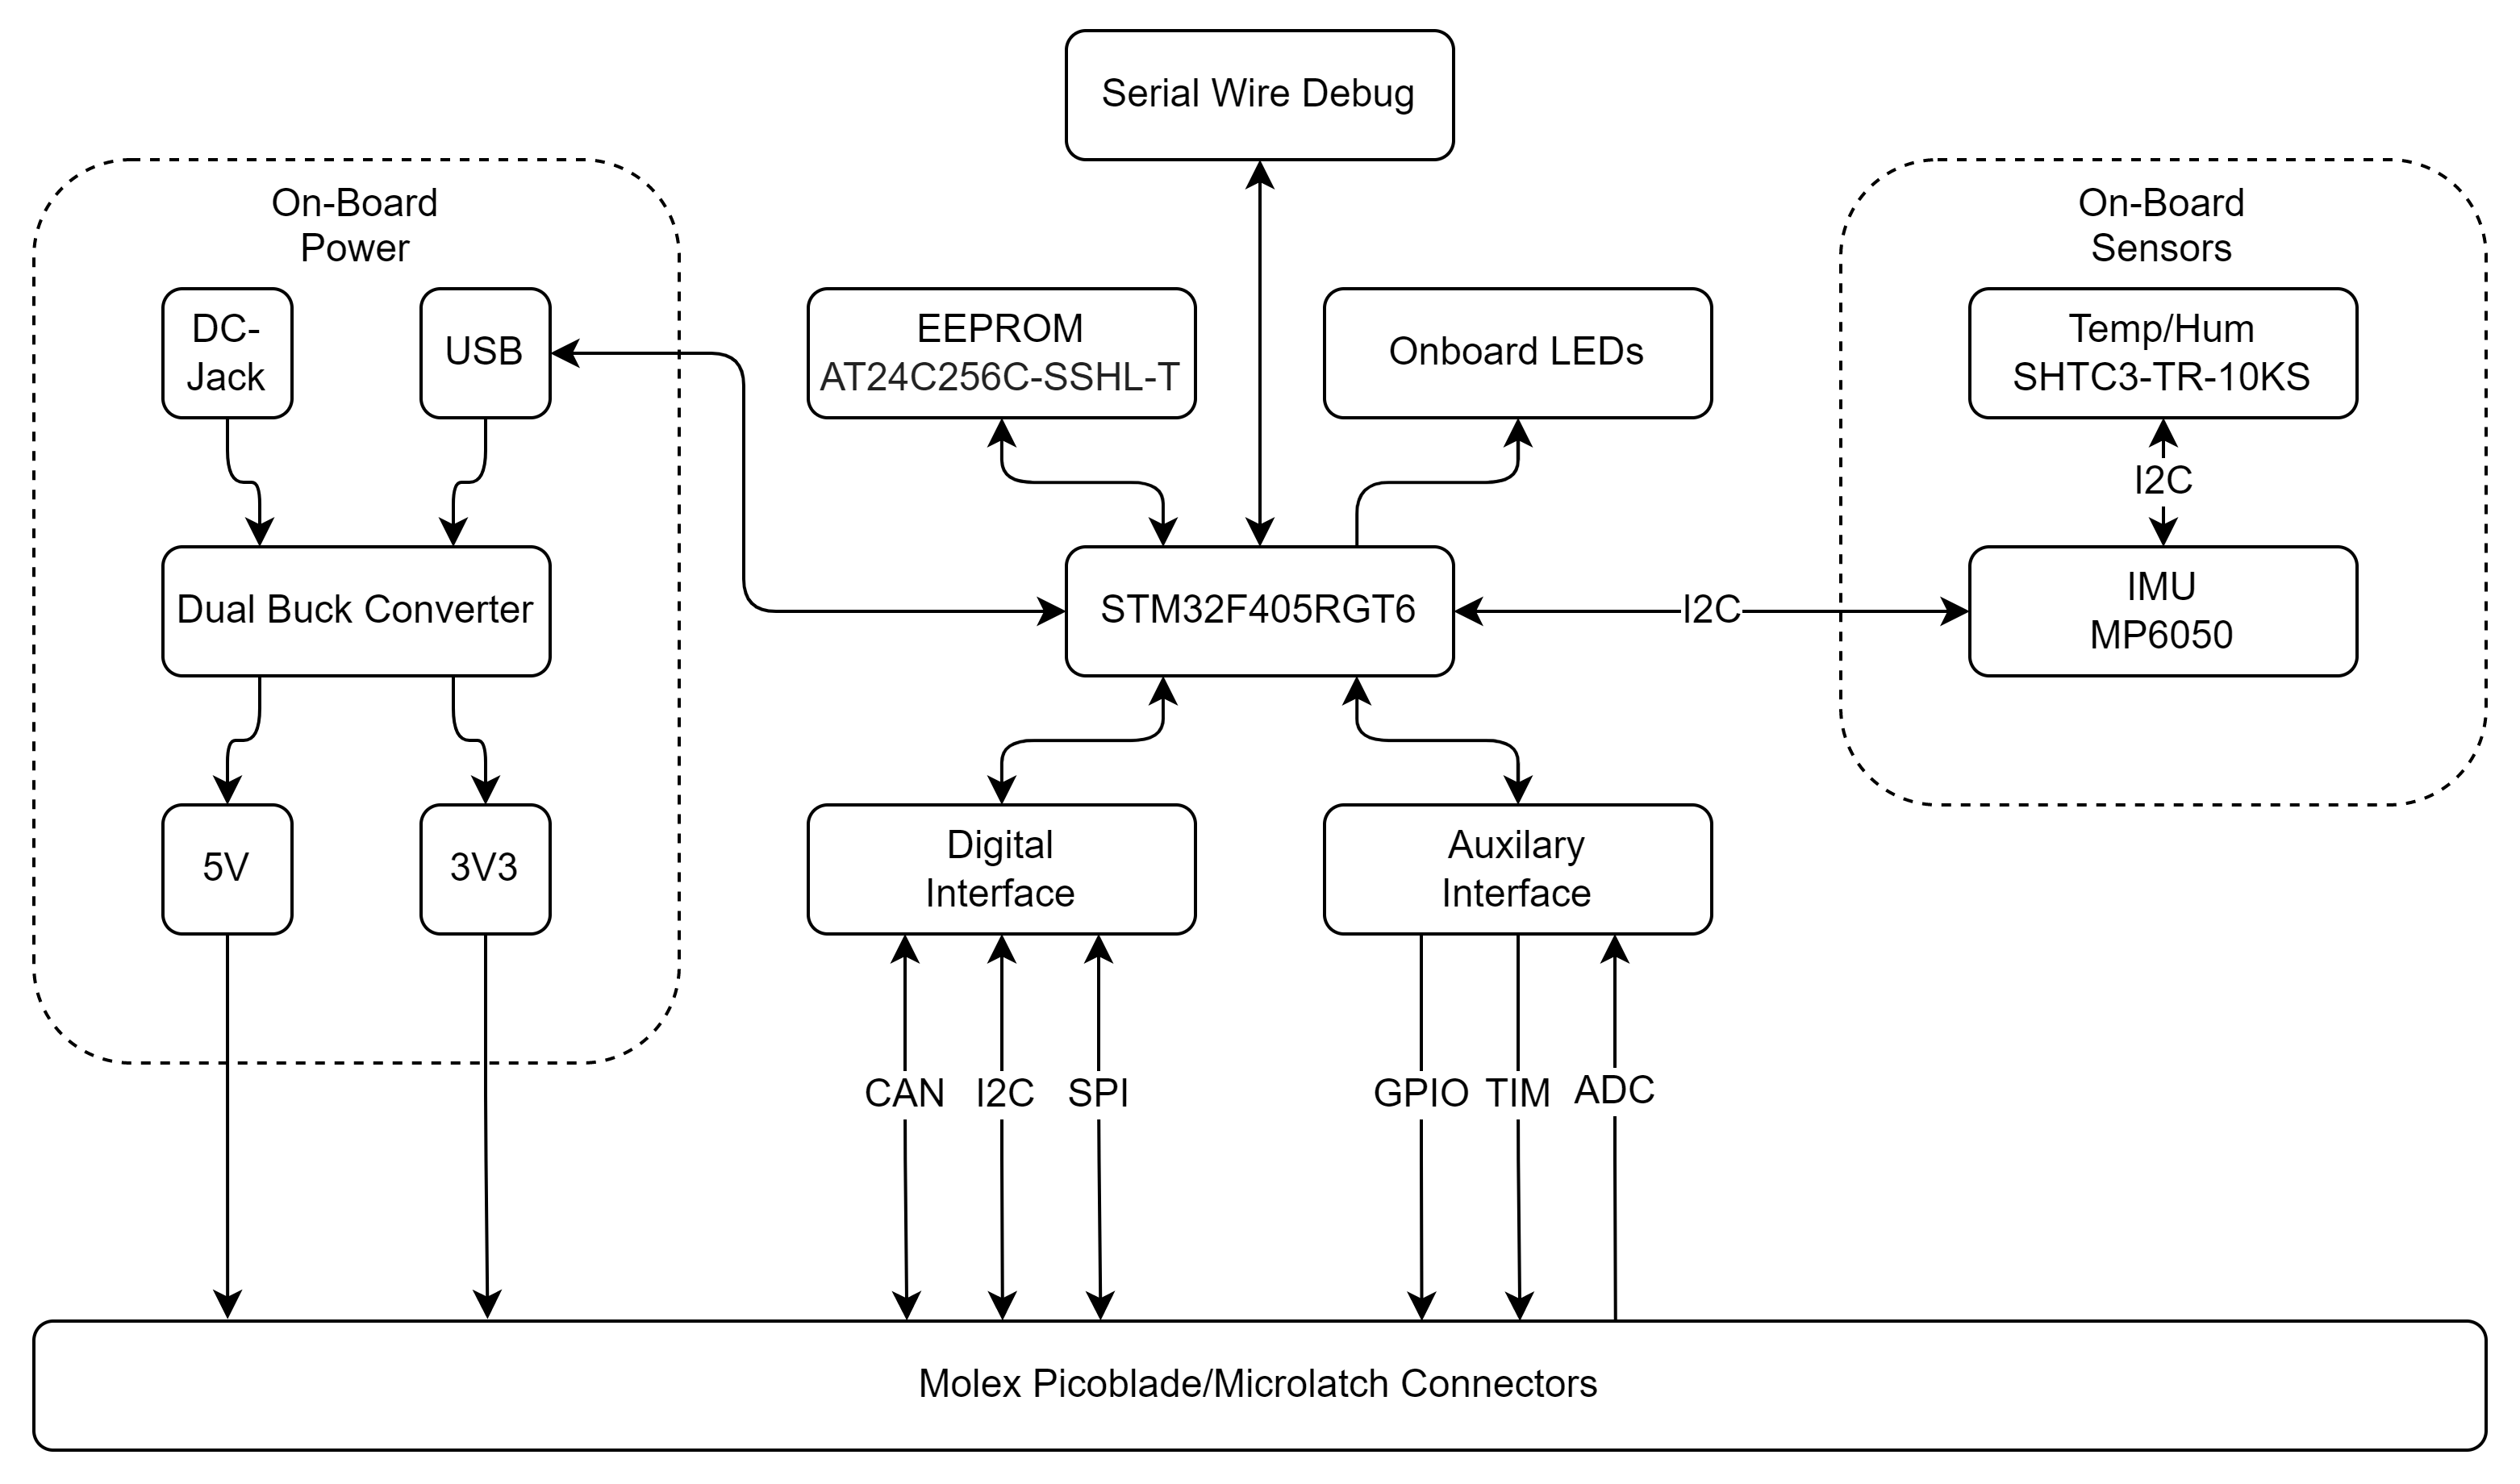 Serial Wire Debug
On-Board
Power
On-Board
Sensors
DC-
Jack
USB
EEPROM
AT24C256C-SSHL-T
Onboard LEDs
Temp/Hum
SHTC3-TR-10KS
I2C
Dual Buck Converter
STM32F405RGT6
I2C
IMU
MP6050
5V
3V3
Digital
Interface
Auxilary
Interface
CAN
I2C
SPI
GPIO
TIM
ADC
Molex Picoblade/Microlatch Connectors